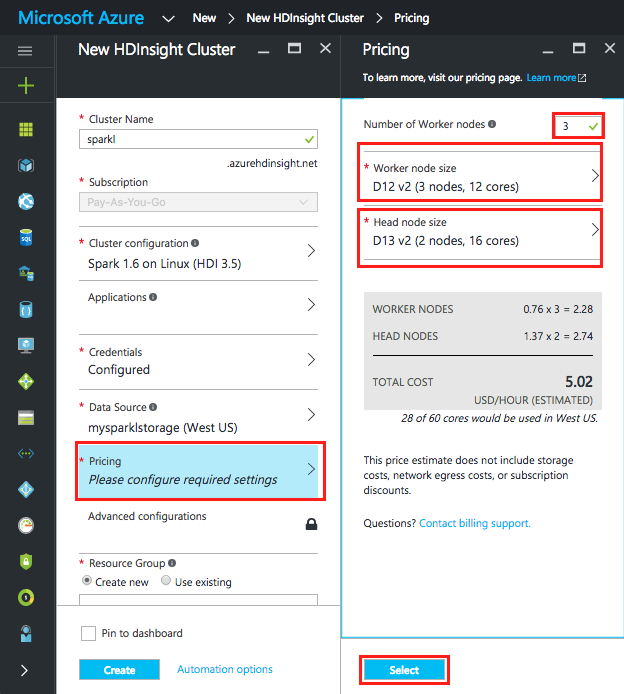 Microsoft Azure New New HDInsight Cluster Pricing
New HDInsight Cluster
* Cluster Name
sparkl
.azurehdinsight.net
* Subscription
Pay-As-You-Go
* Cluster configuration
Spark 1.6 on Linux (HDI 3.5)
Applications
* Credentials
Configured
* Data Source
mysparklstorage (West US)
* Pricing
Please configure required settings
Advanced configurations
* Resource Group
Create new Use existing
Pin to dashboard
Create Automation options
Pricing
To learn more, visit our pricing page. Learn more
Number of Worker nodes 3
* Worker node size
D12 v2 (3 nodes, 12 cores)
* Head node size
D13 v2 (2 nodes, 16 cores)
WORKER NODES 0.76 x 3 = 2.28
HEAD NODES 1.37 x 2 = 2.74
TOTAL COST 5.02
USD/HOUR (ESTIMATED)
28 of 60 cores would be used in West US.
This price estimate does not include storage
costs, network egress costs, or subscription
discounts.
Questions? Contact billing support.
Select
SQL